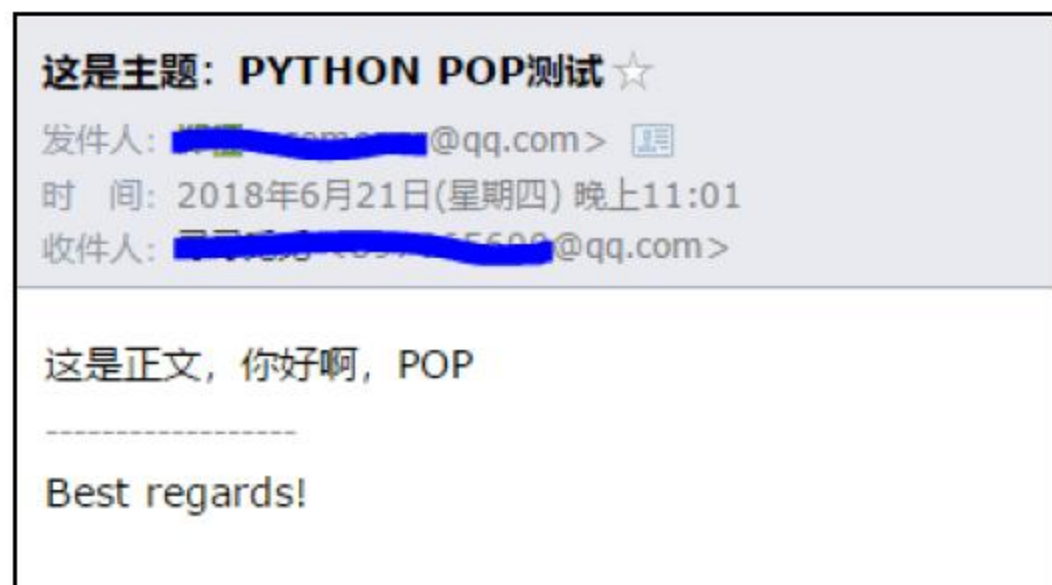 这是主题：PYTHON POP测试
发件人：@qq.com>
时 间：2018年6月21日(星期四) 晚上11:01
收件人：@qq.com>
这是正文，你好啊，POP
------------------
Best regards!